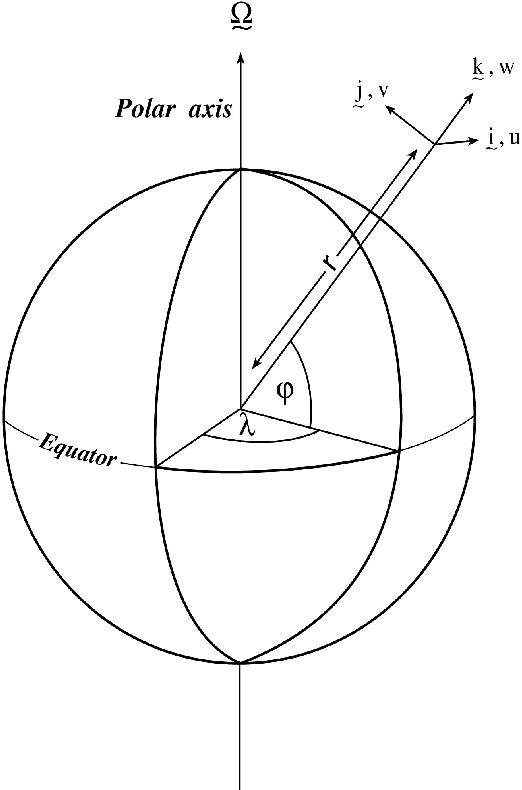 Ω
k, w
Polar axis
j, v
i, u
r
φ
λ
Equator